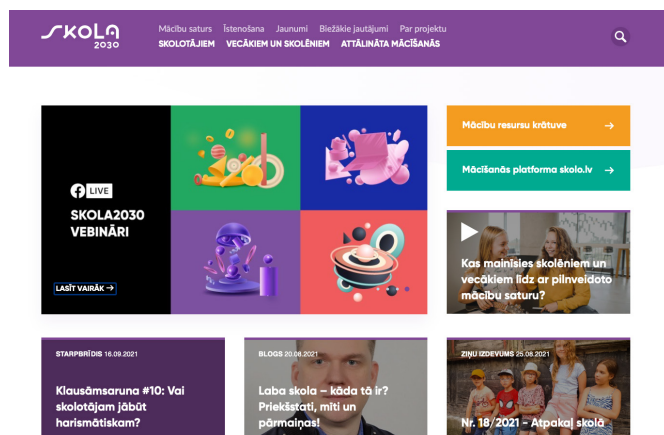 SKOLA
2030
Mācību saturs Īstenošana Jaunumi Biežākie jautājumi Par projektu
SKOLOTĀJIEM VECĀKIEM UN SKOLĒNIEM ATTĀLINĀTA MĀCĪŠANĀS
LIVE
SKOLA2030
VEBINĀRI
LASĪT VAIRĀK →
Mācību resursu krātuve →
Mācīšanās platforma skolo.lv →
Kas mainīsies skolēniem un
vecākiem līdz ar pilnveidoto
mācību saturu?
STARPBRĪDIS 16.09.2021
Klausāmsaruna #10: Vai
skolotājam jābūt
harismātiskam?
BLOGS 20.08.2021
Laba skola – kāda tā ir?
Priekšstati, mīti un
pārmaiņas!
ZIŅU IZDEVUMS 25.08.2021
Nr. 18/2021 - Atpakaļ skolā